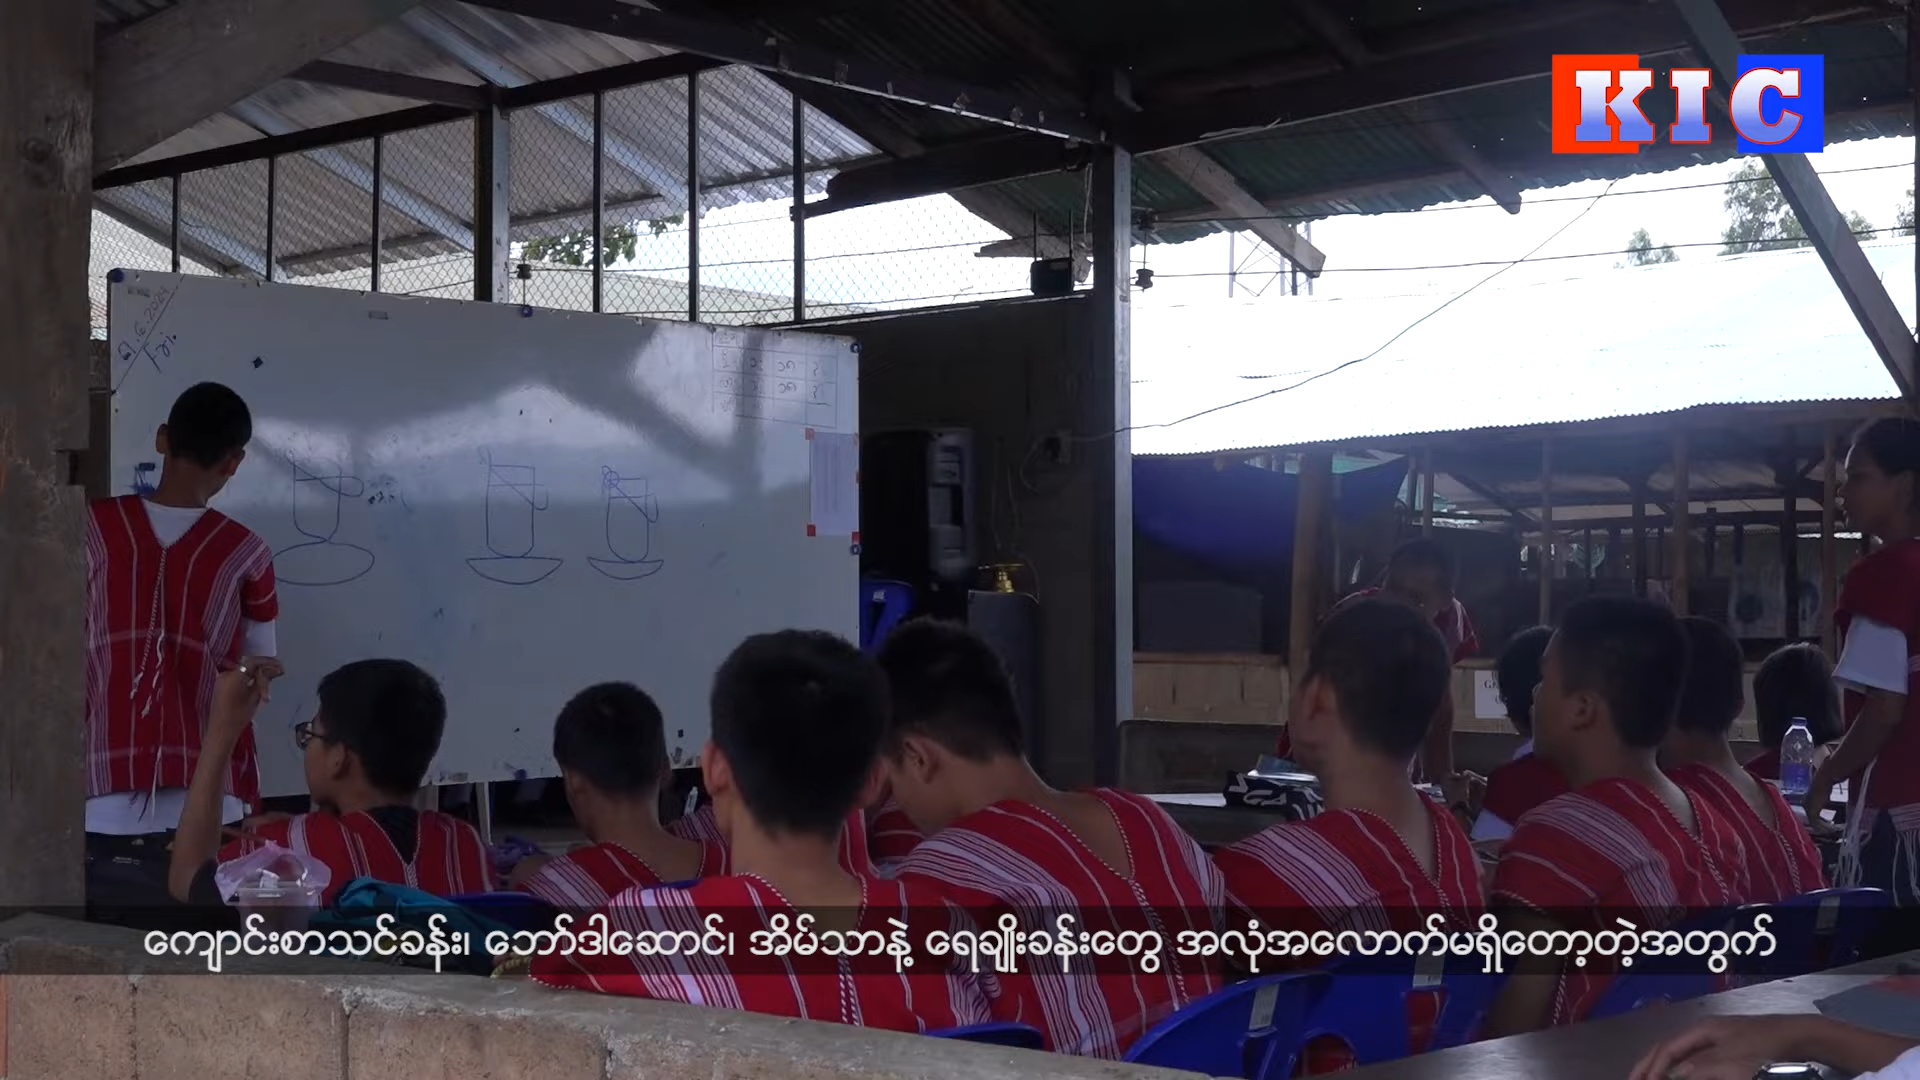 KIC
Fri.
ကျောင်းစာသင်ခန်း၊ ဘော်ဒါဆောင်၊ အိမ်သာနဲ့ ရေချိုးခန်းတွေ အလုံအလောက်မရှိတော့တဲ့အတွက်